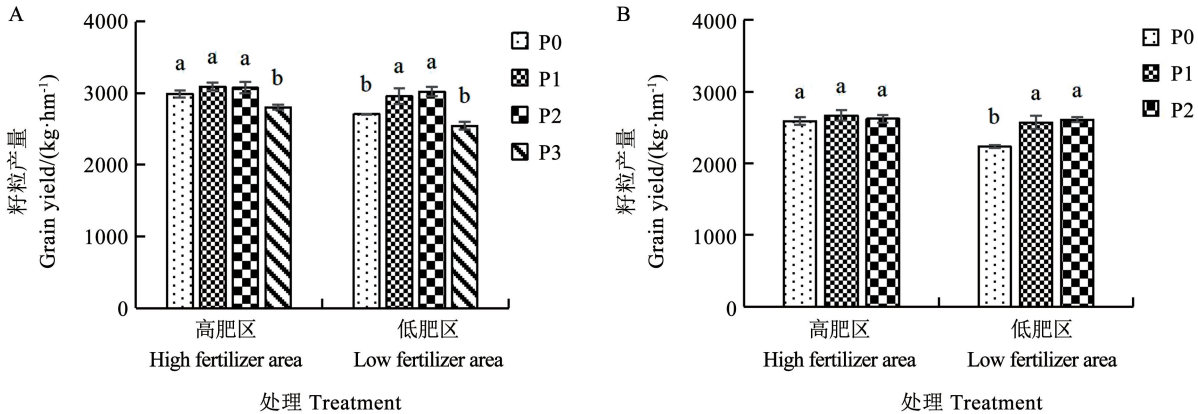 A
籽粒产量
Grain yield/(kg·hm⁻¹)
4000
3000
2000
1000
0
a
a
a
b
b
a
a
b
P0
P1
P2
P3
高肥区
High fertilizer area
低肥区
Low fertilizer area
处理 Treatment
B
籽粒产量
Grain yield/(kg·hm⁻¹)
4000
3000
2000
1000
0
a
a
a
b
a
a
P0
P1
P2
高肥区
High fertilizer area
低肥区
Low fertilizer area
处理 Treatment